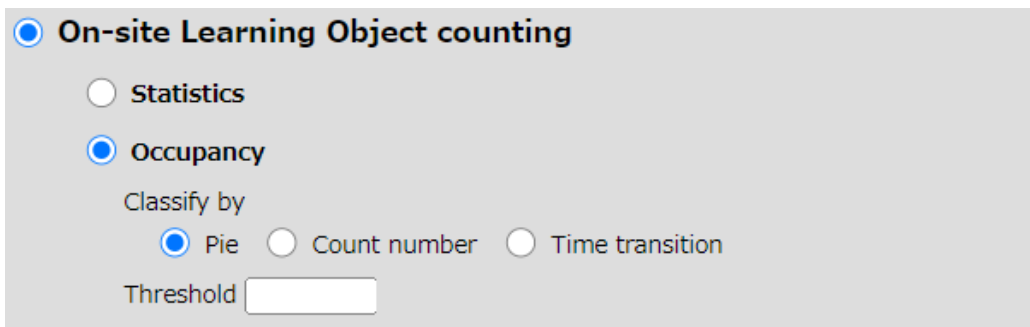 On-site Learning Object counting
Statistics
Occupancy
Classify by
Pie Count number Time transition
Threshold